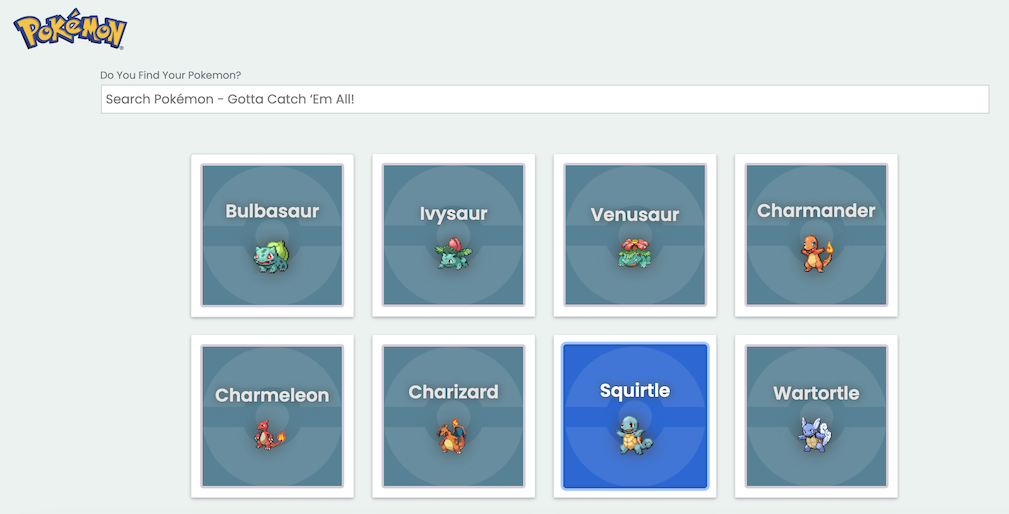 POKéMON
Do You Find Your Pokemon?
Search Pokémon - Gotta Catch ‘Em All!
Bulbasaur
Ivysaur
Venusaur
Charmander
Charmeleon
Charizard
Squirtle
Wartortle